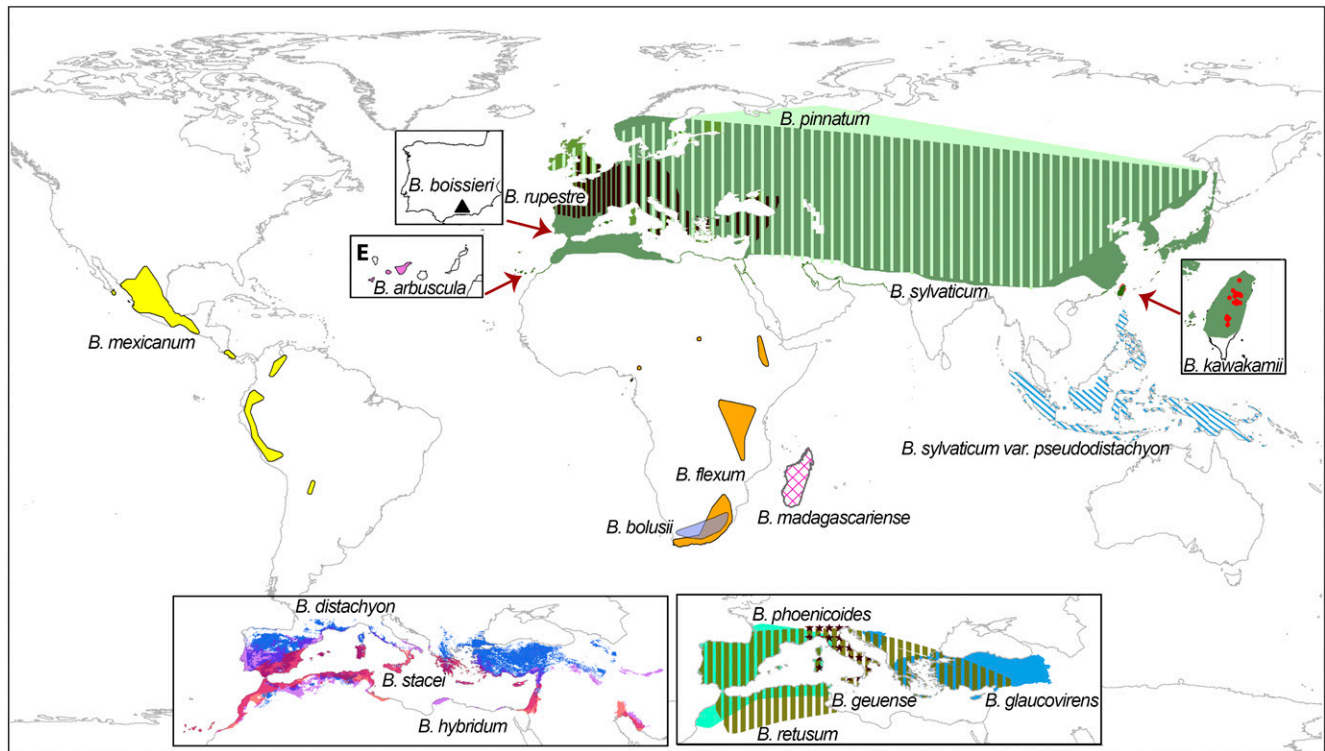 B. pinnatum
B. boissieri
B. rupestre
E
B. arbuscula
B. sylvaticum
B. kawakamii
B. mexicanum
B. sylvaticum var. pseudodistachyon
B. flexum
B. madagascariense
B. bolusii
B. distachyon
B. stacei
B. hybridum
B. phoenicoides
B. genuense
B. glaucovirens
B. retusum